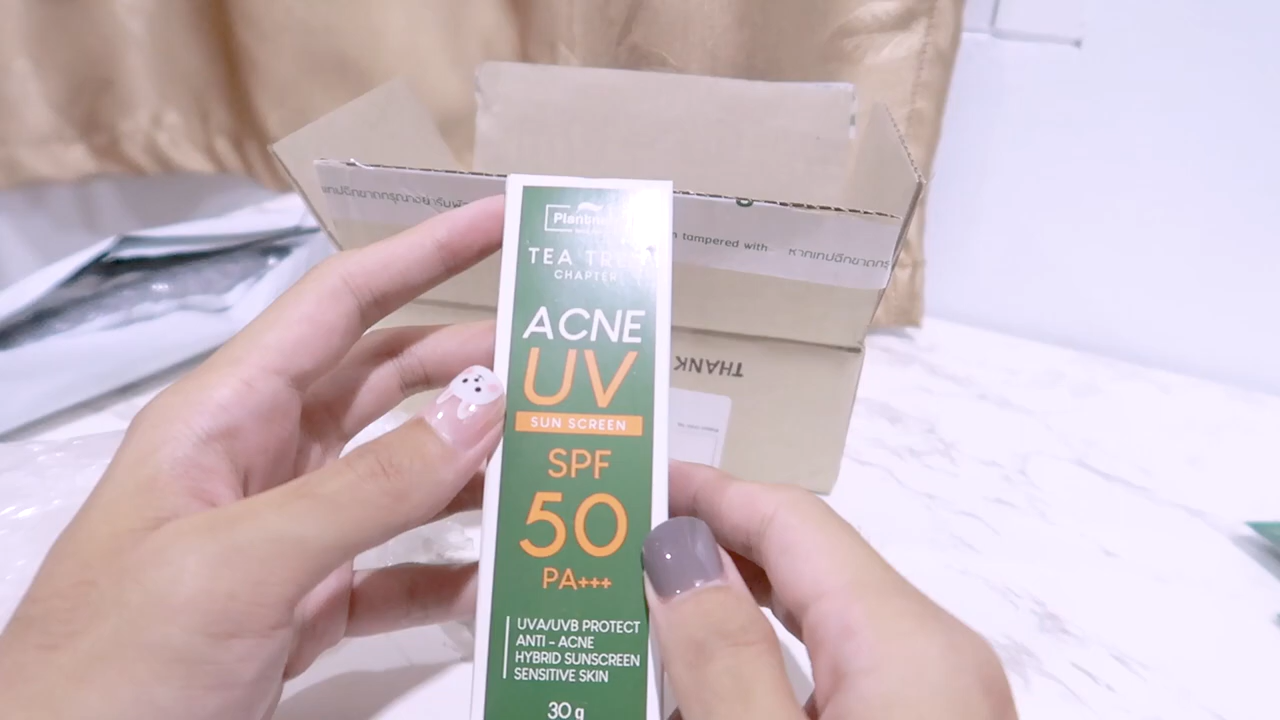 TEA TREE
CHAPTER
ACNE
UV
SUN SCREEN
SPF
50
PA+++
UVA/UVB PROTECT
ANTI - ACNE
HYBRID SUNSCREEN
SENSITIVE SKIN
30 g
tampered with
THANK